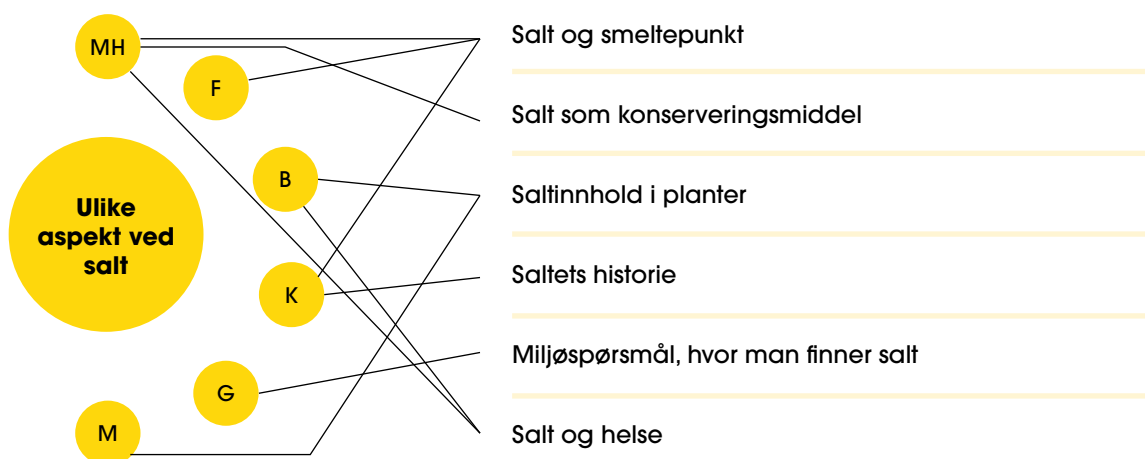 MH
F
B
K
G
M
Ulike
aspekt ved
salt
Salt og smeltepunkt
Salt som konserveringsmiddel
Saltinnhold i planter
Saltets historie
Miljøspørsmål, hvor man finner salt
Salt og helse